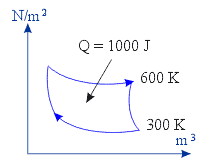 N/m²
Q = 1000 J
600 K
300 K
m³